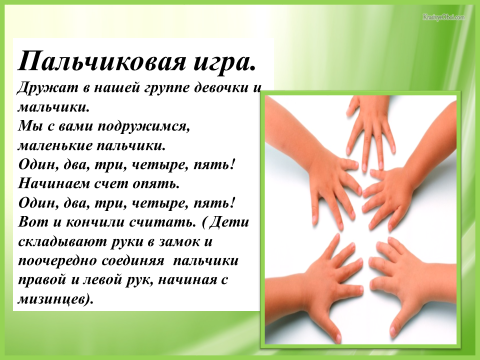 Пальчиковая игра.
Дружат в нашей группе девочки и
мальчики.
Мы с вами подружимся,
маленькие пальчики.
Один, два, три, четыре, пять!
Начинаем счет опять.
Один, два, три, четыре, пять!
Вот и кончили считать. ( Дети
складывают руки в замок и
поочередно соединяя пальчики
правой и левой рук, начиная с
мизинцев).